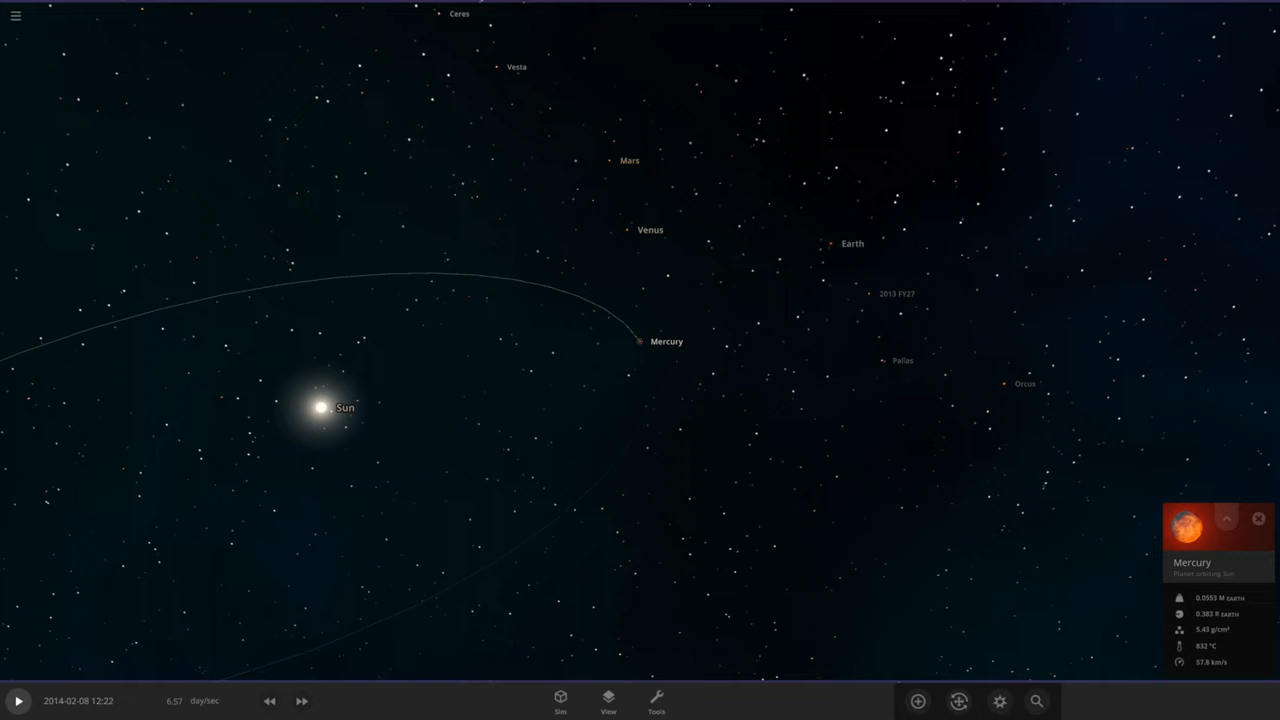 Ceres
Vesta
Mars
Venus
Earth
2013 FY27
Mercury
Pallas
Orcus
Sun
Mercury
Planet orbiting Sun
0.0553 M EARTH
0.383 R EARTH
5.43 g/cm³
832 °C
57.8 km/s
2014-02-08 12:22
6.57 day/sec
Sim
View
Tools